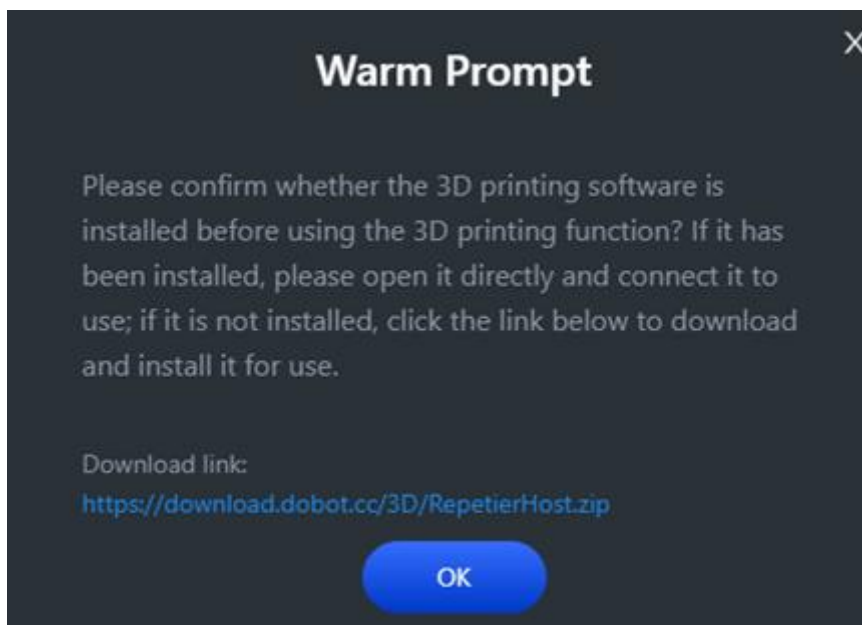 X
Warm Prompt
Please confirm whether the 3D printing software is
installed before using the 3D printing function? If it has
been installed, please open it directly and connect it to
use; if it is not installed, click the link below to download
and install it for use.
Download link:
https://download.dobot.cc/3D/RepetierHost.zip
OK